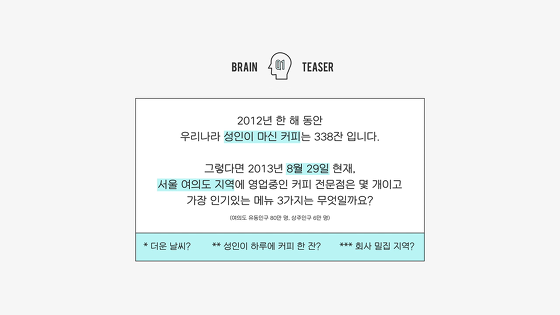 BRAIN 01 TEASER
2012년 한 해 동안
우리나라 성인이 마신 커피는 338잔 입니다.
그렇다면 2013년 8월 29일 현재,
서울 여의도 지역에 영업중인 커피 전문점은 몇 개이고
가장 인기있는 메뉴 3가지는 무엇일까요?
(여의도 유동인구 80만 명, 상주인구 6만 명)
* 더운 날씨? ** 성인이 하루에 커피 한 잔? *** 회사 밀집 지역?